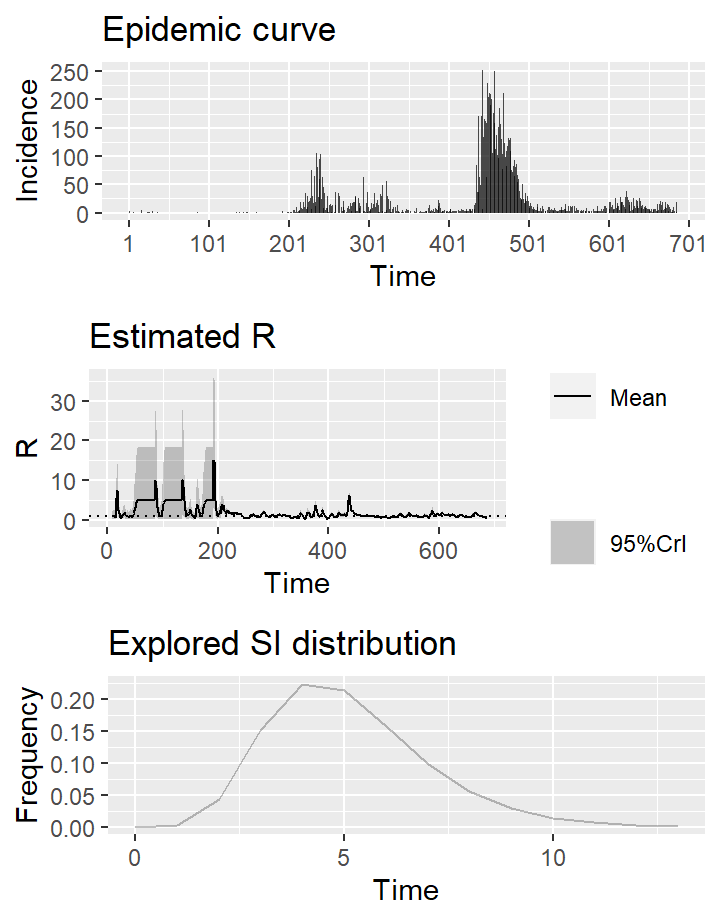 Epidemic curve
250
200
150
100
50
0
Incidence
1 101 201 301 401 501 601 701
Time
Estimated R
30
20
10
0
R
0 200 400 600
Time
Mean
95%CrI
Explored SI distribution
0.20
0.15
0.10
0.05
0.00
Frequency
0 5 10
Time